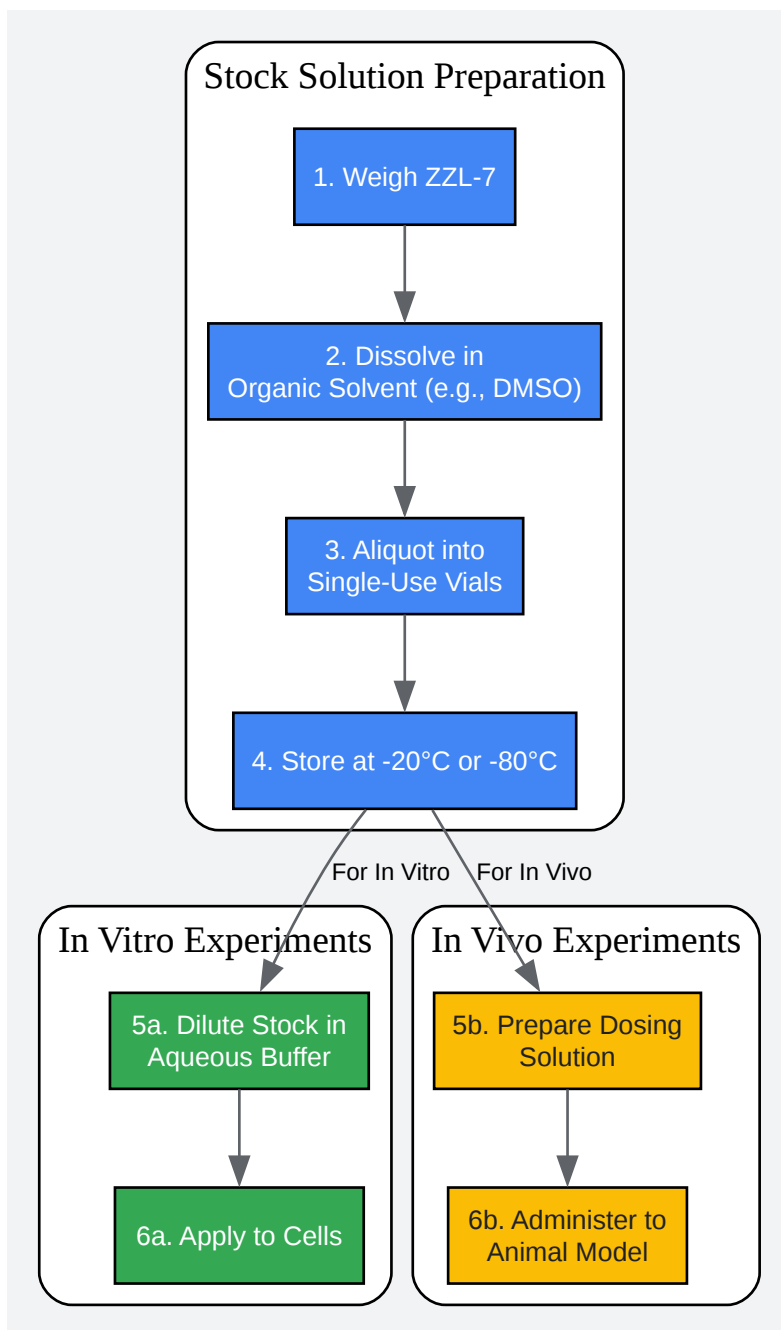 Stock Solution Preparation
1. Weigh ZZL-7
2. Dissolve in
Organic Solvent (e.g., DMSO)
3. Aliquot into
Single-Use Vials
4. Store at -20°C or -80°C
For In Vitro
For In Vivo
In Vitro Experiments
5a. Dilute Stock in
Aqueous Buffer
6a. Apply to Cells
In Vivo Experiments
5b. Prepare Dosing
Solution
6b. Administer to
Animal Model